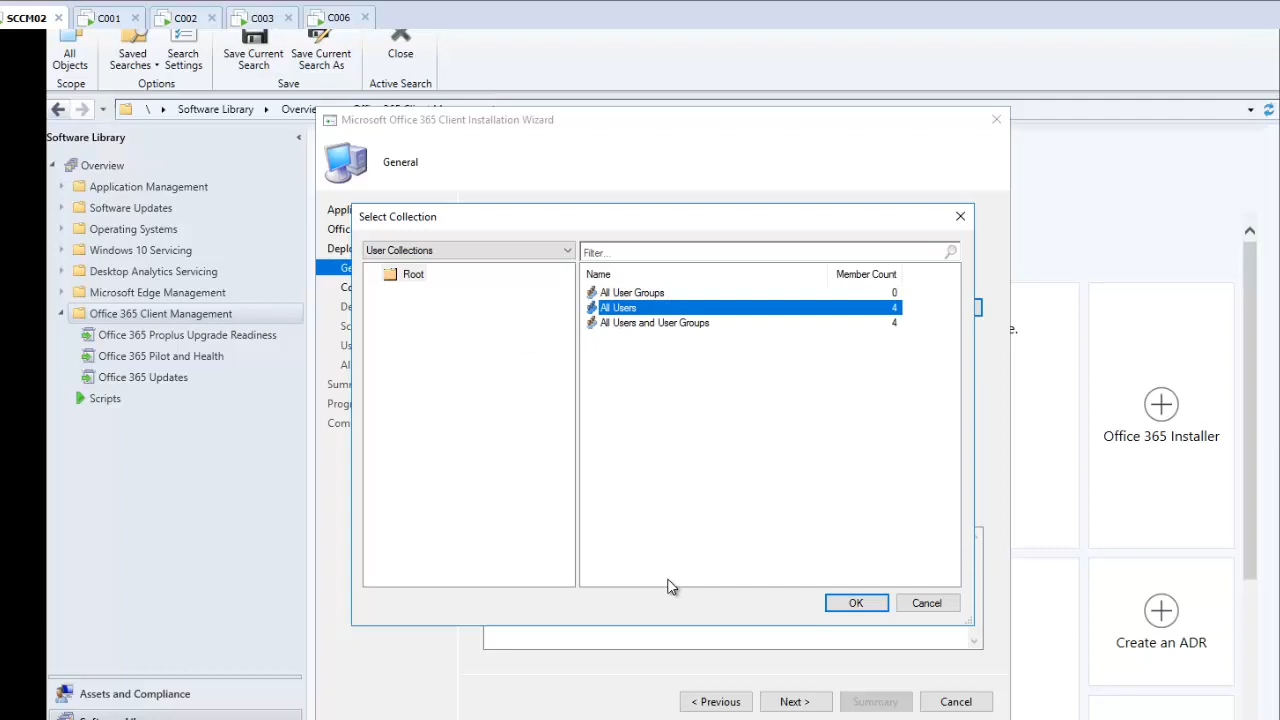 SCCM02
C001
C002
C003
C006
All Objects
Saved Searches
Search Settings
Save Current Search
Save Current Search As
Close
Scope
Options
Save
Active Search
\ Software Library
Software Library
Overview
Application Management
Software Updates
Operating Systems
Windows 10 Servicing
Desktop Analytics Servicing
Microsoft Edge Management
Office 365 Client Management
Office 365 Proplus Upgrade Readiness
Office 365 Pilot and Health
Office 365 Updates
Scripts
Assets and Compliance
Microsoft Office 365 Client Installation Wizard
General
Select Collection
User Collections
Filter...
Root
Name
Member Count
All User Groups
0
All Users
4
All Users and User Groups
4
OK
Cancel
< Previous
Next >
Summary
Cancel
Office 365 Installer
Create an ADR